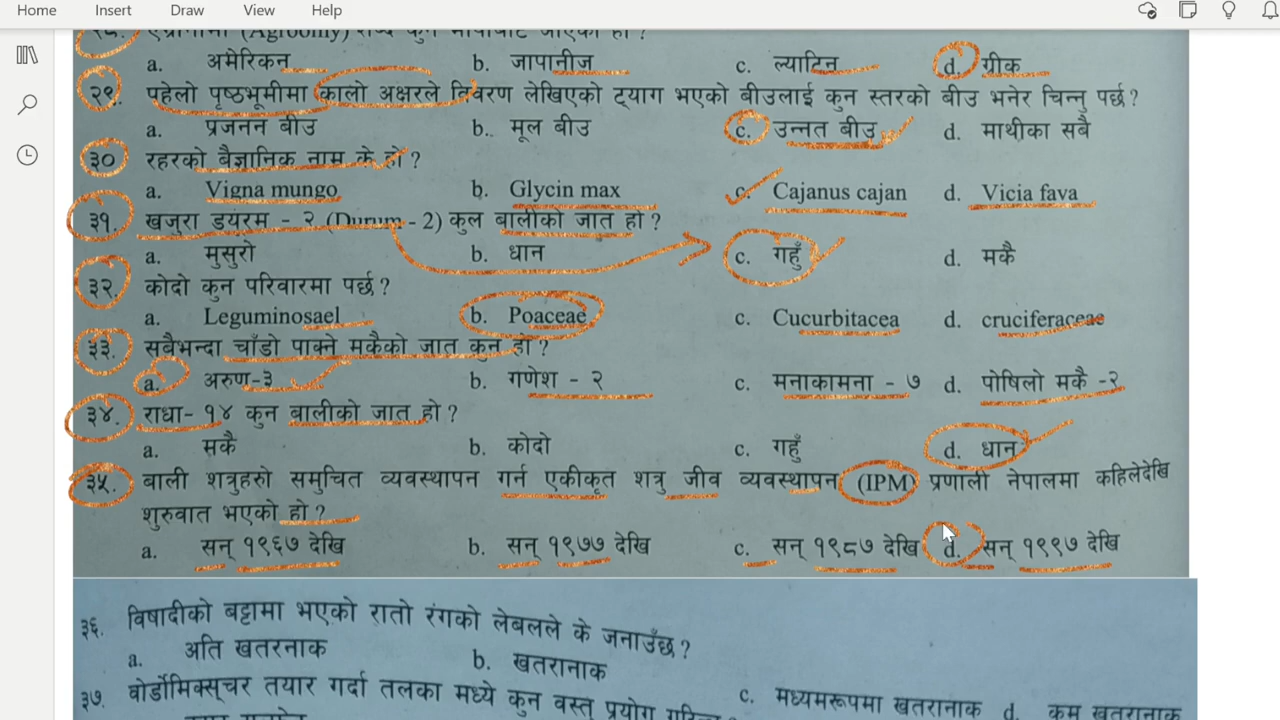 Home Insert Draw View Help
२८. एग्रोनोमी (Agroomy) शब्द कुन भाषाबाट आएको हो ?
a. अमेरिकन b. जापानीज c. ल्याटिन d. ग्रीक
२९. पहेलो पृष्ठभूमीमा कालो अक्षरले विवरण लेखिएको ट्याग भएको बीउलाई कुन स्तरको बीउ भनेर चिन्नु पर्छ ?
a. प्रजनन बीउ b.. मूल बीउ c. उन्नत बीउ d. माथीका सबै
३० रहरको बैज्ञानिक नाम के हो ?
a. Vigna mungo b. Glycin max c. Cajanus cajan d. Vicia fava
३१. खजुरा डयरम - २ (Durum - 2) कुल बालीको जात हो ?
a. मुसुरो b. धान c. गहुँ d. मकै
३२. कोदो कुन परिवारमा पर्छ ?
a. Leguminosael b. Poaceae c. Cucurbitacea d. cruciferaceae
३३. सबैभन्दा चाँडो पाक्ने मकैको जात कुन हो ?
a. अरुण-३ b. गणेश - २ c. मनाकामना - ७ d. पोषिलो मकै -२
३४. राधा- १४ कुन बालीको जात हो ?
a. मकै b. कोदो c. गहुँ d. धान
३५. बाली शत्रुहरु समुचित व्यवस्थापन गर्न एकीकृत शत्रु जीव व्यवस्थापन (IPM) प्रणाली नेपालमा कहिलेदेखि
शुरुवात भएको हो ?
a. सन् १९६७ देखि b. सन् १९७७ देखि c. सन् १९८७ देखि d. सन् १९९७ देखि
३६. विषादीको बट्टामा भएको रातो रंगको लेबलले के जनाउँछ ?
a. अति खतरनाक b. खतरानाक c. मध्यमरूपमा खतरानाक d. कम खतरानाक
३७. बोर्डोमिक्स्चर तयार गर्दा तलका मध्ये कुन वस्तु प्रयोग